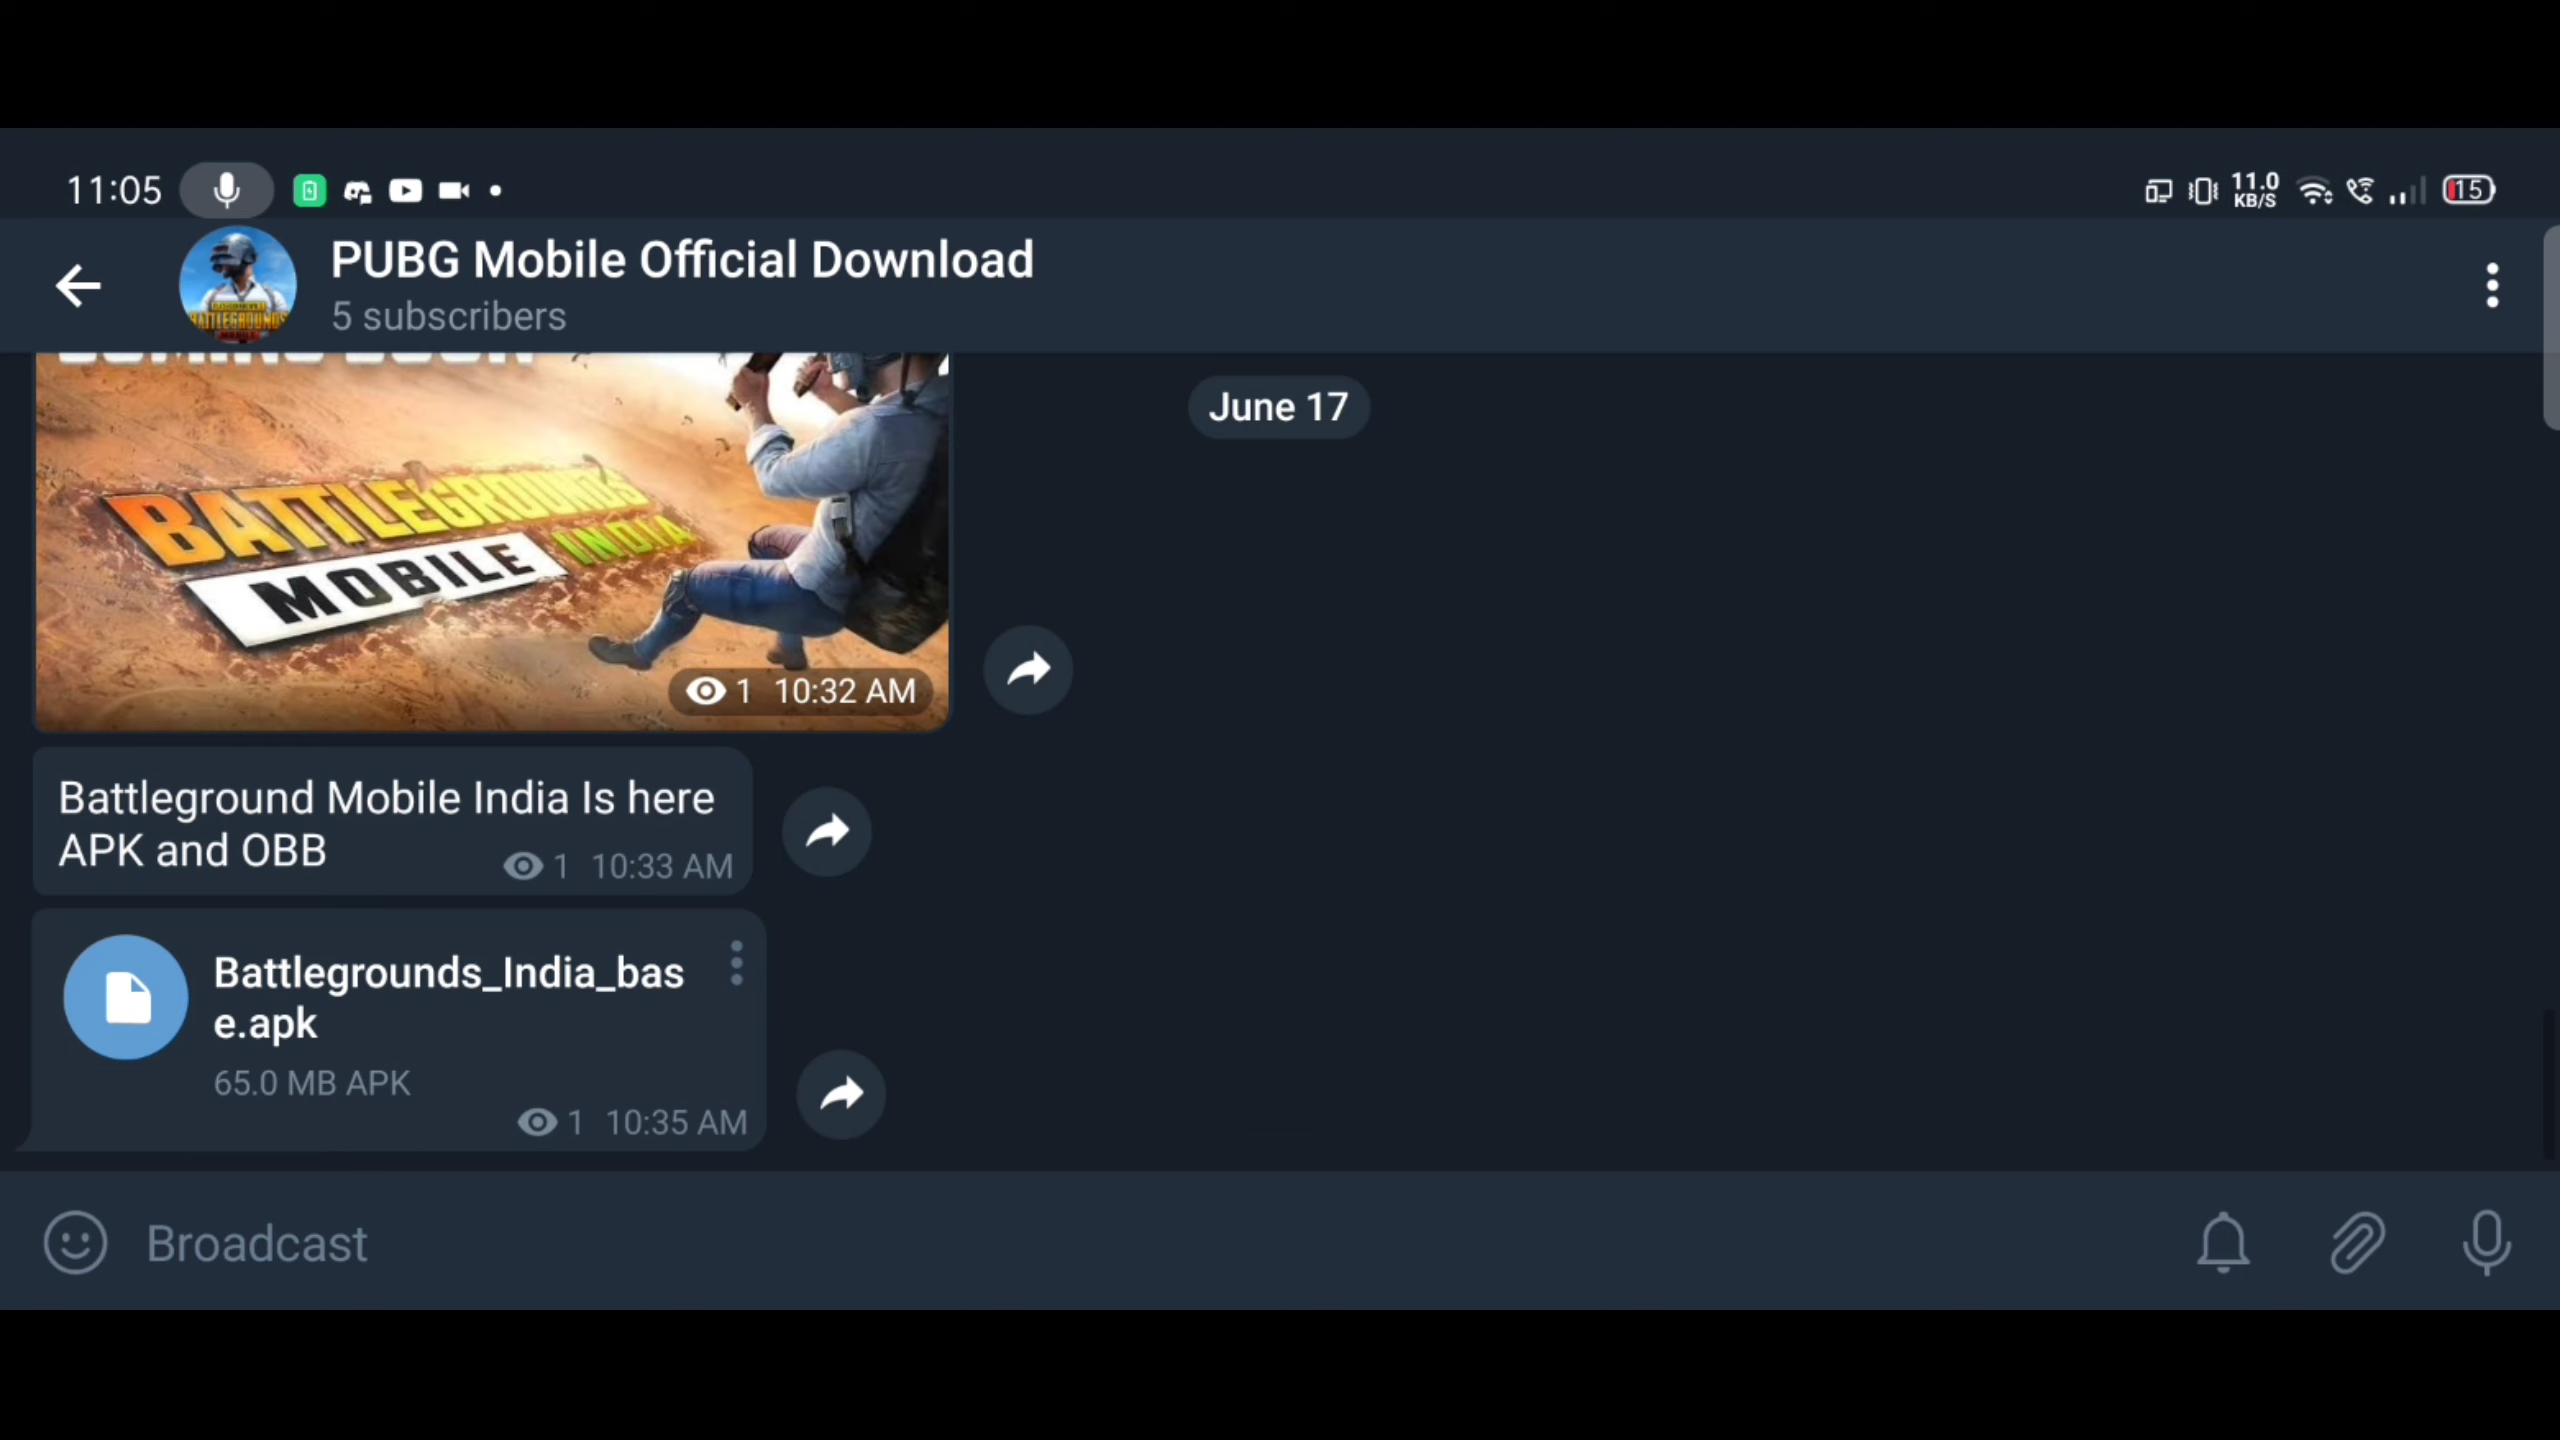 11:05
11.0
KB/S
15
PUBG Mobile Official Download
5 subscribers
June 17
BATTLEGROUNDS
MOBILE INDIA
1 10:32 AM
Battleground Mobile India Is here
APK and OBB
1 10:33 AM
Battlegrounds_India_bas
e.apk
65.0 MB APK
1 10:35 AM
Broadcast